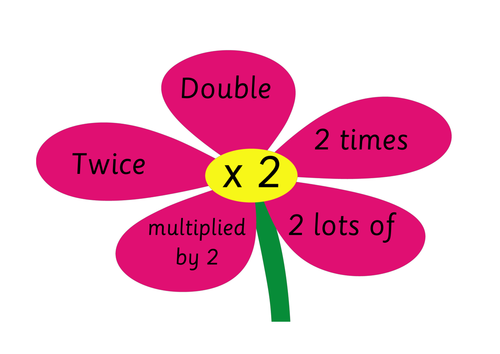 Double
2 times
Twice
x 2
multiplied
by 2
2 lots of